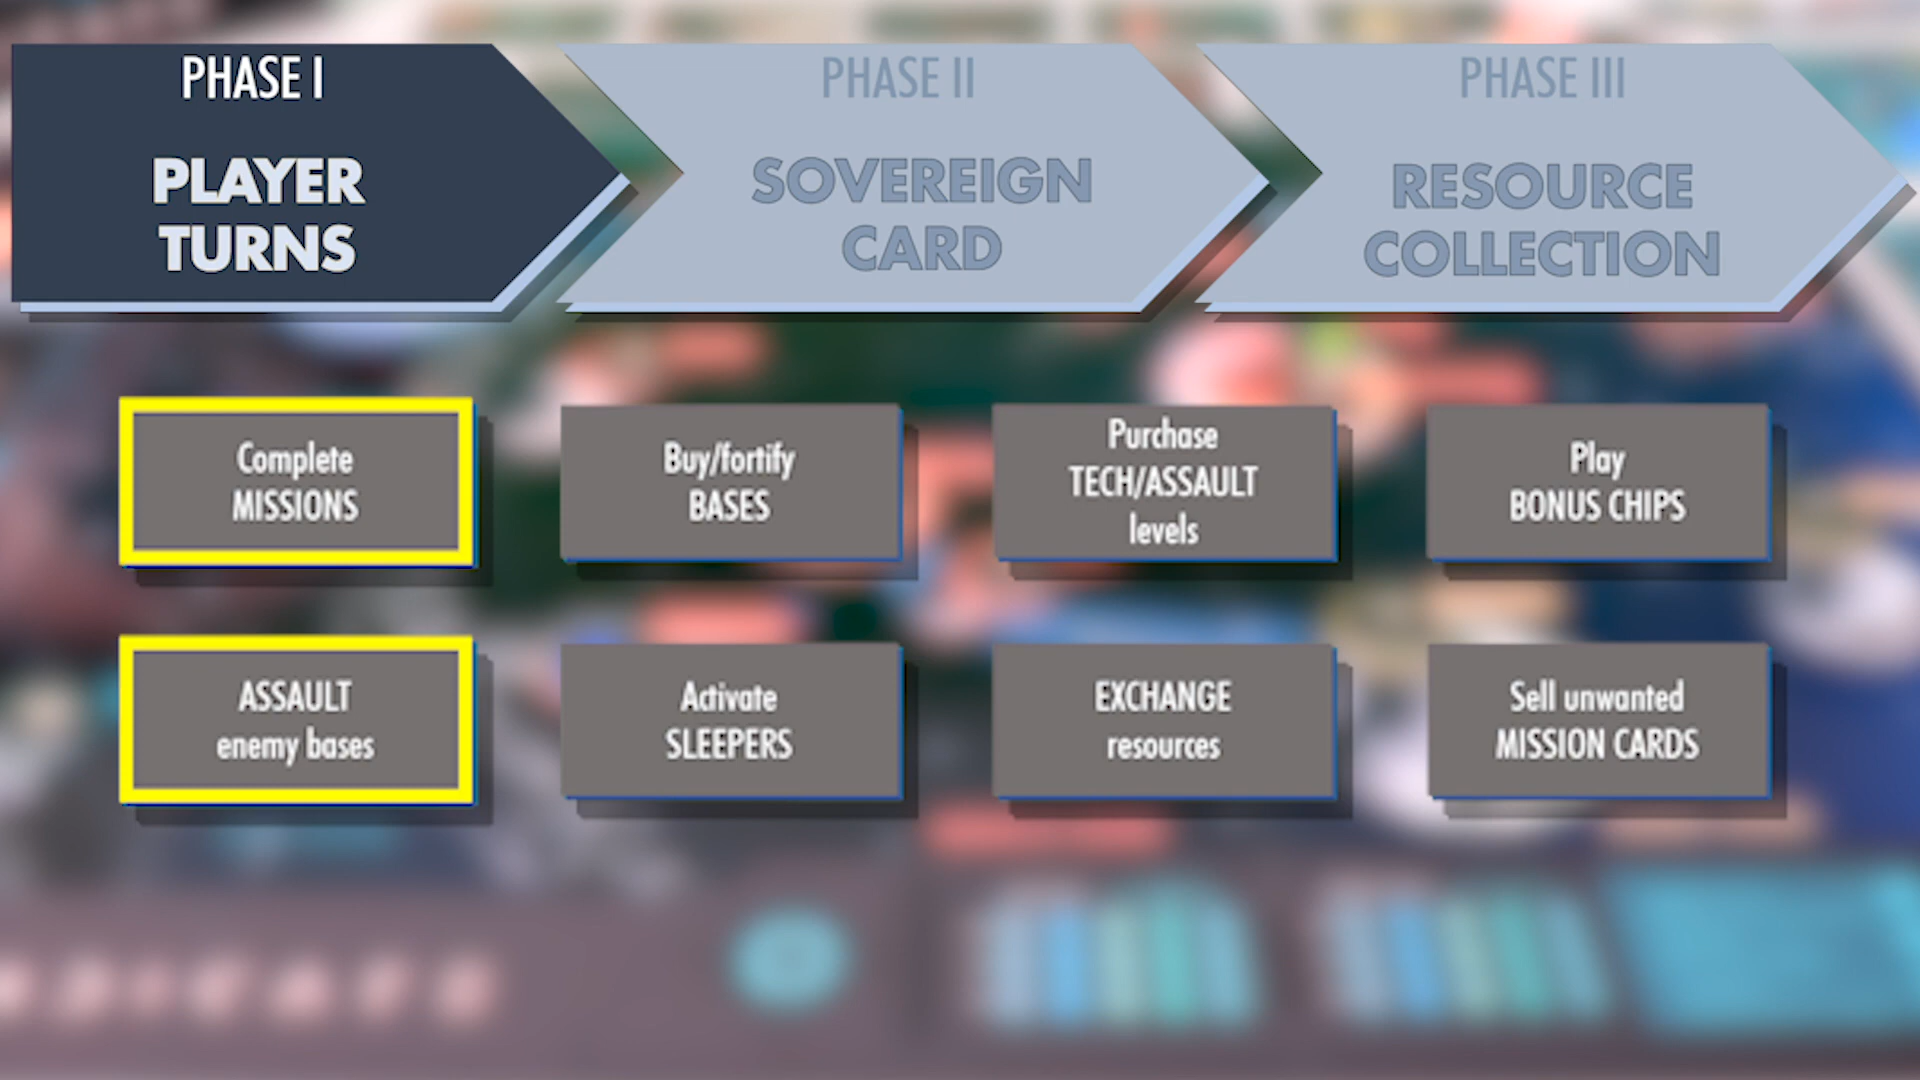 PHASE I
PLAYER
TURNS
PHASE II
SOVEREIGN
CARD
PHASE III
RESOURCE
COLLECTION
Complete
MISSIONS
Buy/fortify
BASES
Purchase
TECH/ASSAULT
levels
Play
BONUS CHIPS
ASSAULT
enemy bases
Activate
SLEEPERS
EXCHANGE
resources
Sell unwanted
MISSION CARDS